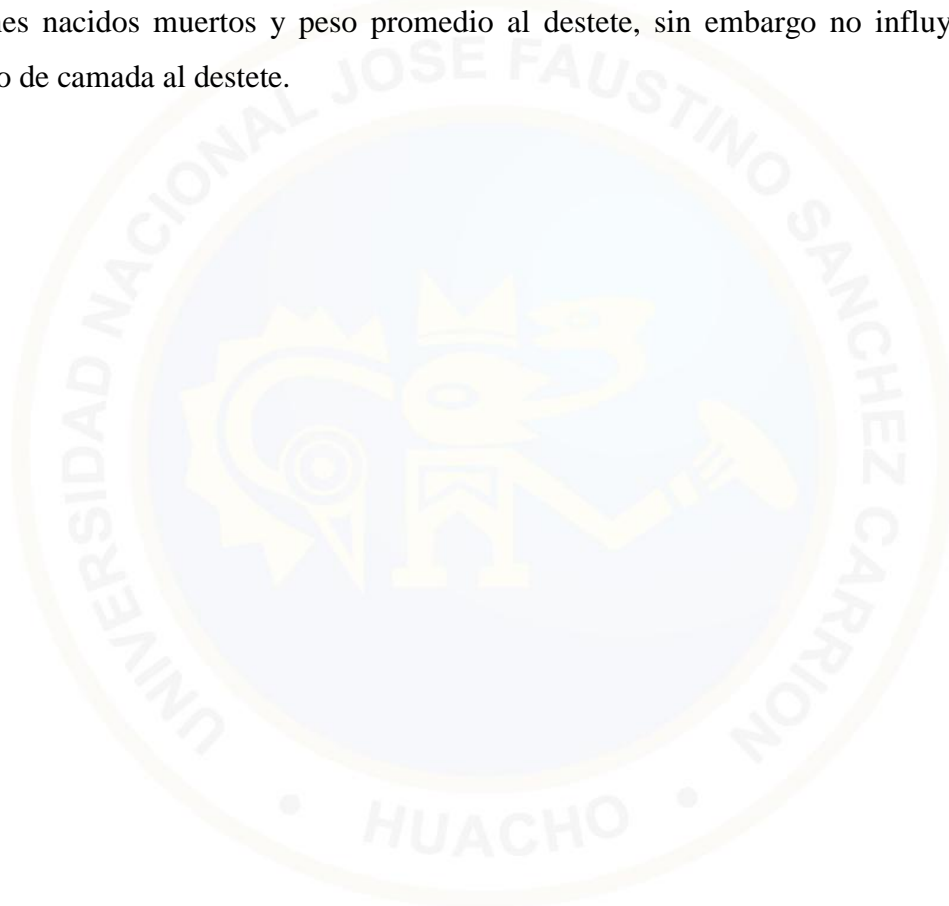 nes nacidos muertos y peso promedio al destete, sin embargo no influy
o de camada al destete.
UNIVERSIDAD NACIONAL JOSE FAUSTINO SANCHEZ CARRION
• HUACHO •